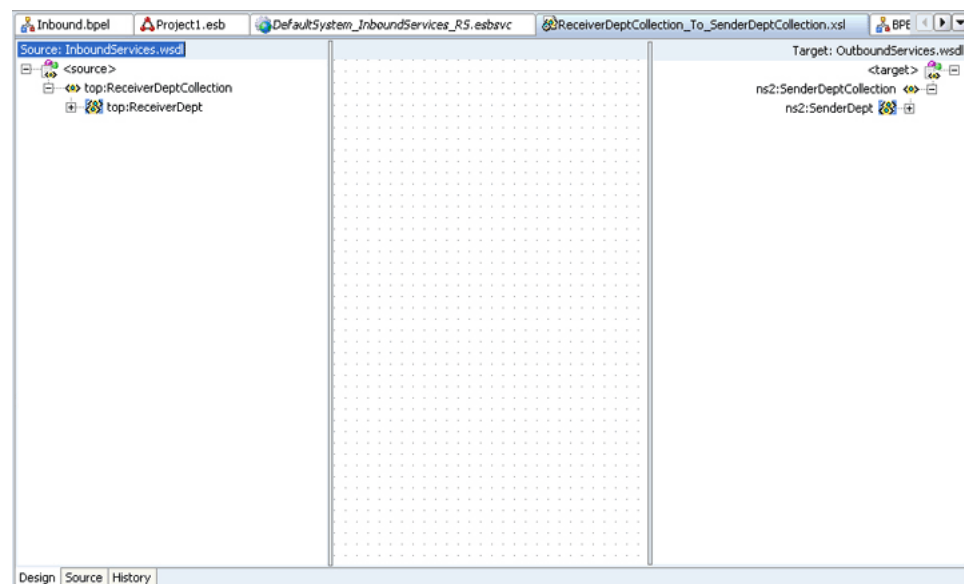 Inbound.bpel Project1.esb DefaultSystem_InboundServices_RS.esbsvc ReceiverDeptCollection_To_SenderDeptCollection.xsl BPE
Source: InboundServices.wsdl Target: OutboundServices.wsdl
<source> <target>
top:ReceiverDeptCollection ns2:SenderDeptCollection
top:ReceiverDept ns2:SenderDept
Design Source History